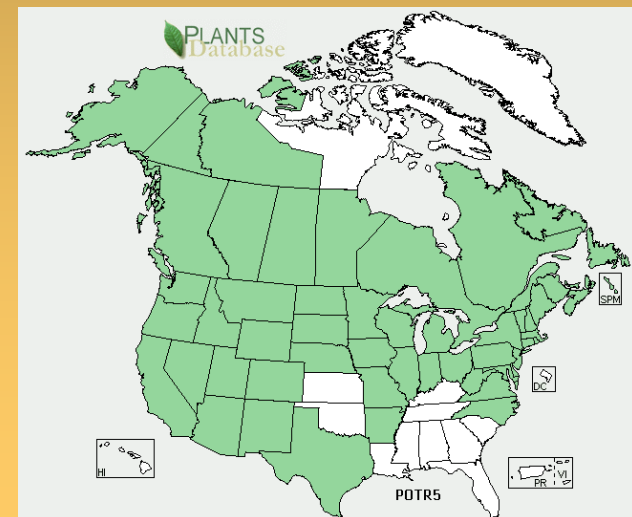 PLANTS
Database
SPM
DC
HI
PR
VI
POTR5